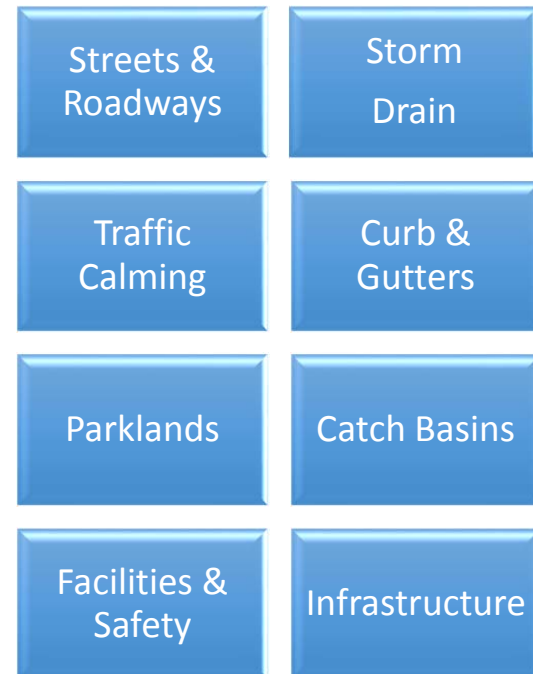 Streets &
Roadways
Storm
Drain
Traffic
Calming
Curb &
Gutters
Parklands
Catch Basins
Facilities &
Safety
Infrastructure